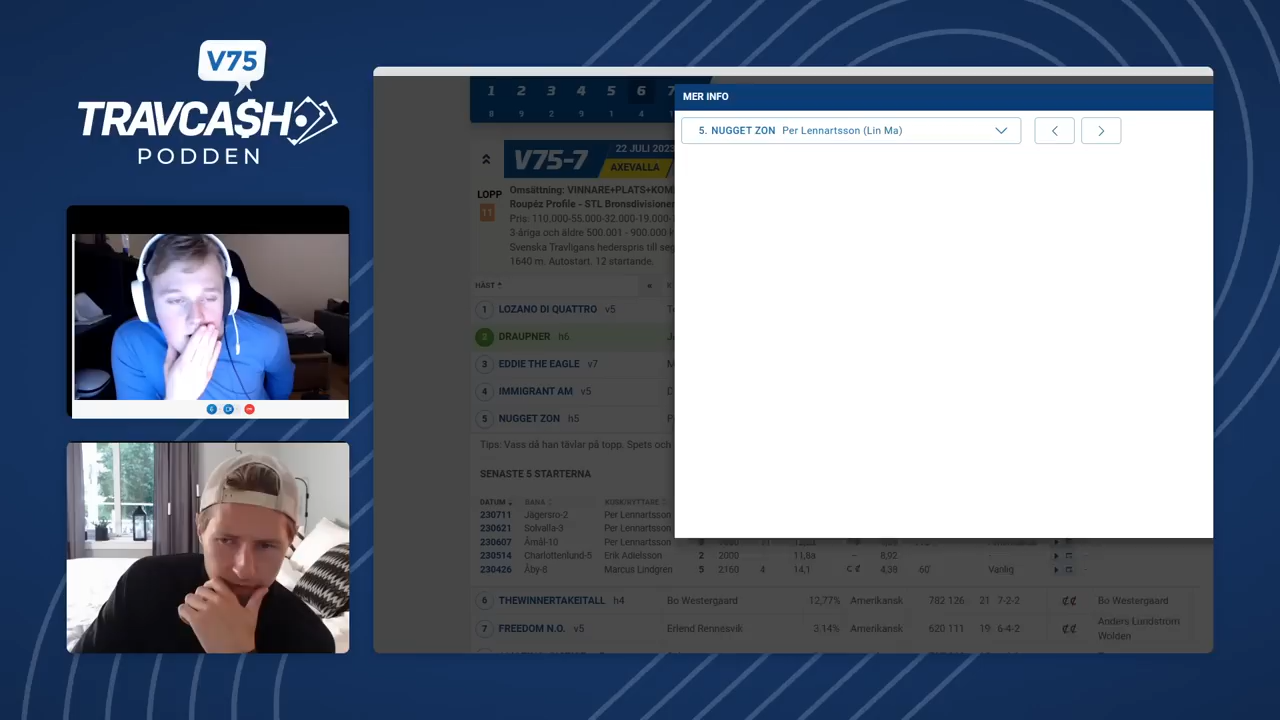 V75
TRAVCA$H
PODDEN
1 2 3 4 5 6 7
8 9 2 9 1 4
MER INFO
5. NUGGET ZON Per Lennartsson (Lin Ma)
V75-7
22 JULI 2023
AXEVALLA
LOPP
11
Omsättning: VINNARE+PLATS+KOM
Roupéz Profile - STL Bronsdivisionen
Pris: 110.000-55.000-32.000-19.000-
3-åriga och äldre 500.001 - 900.000 k
Svenska Travligans hederspris till seg
1640 m. Autostart. 12 startande.
HÄST
1 LOZANO DI QUATTRO v5
2 DRAUPNER h6
3 EDDIE THE EAGLE v7
4 IMMIGRANT AM v5
5 NUGGET ZON h5
Tips: Vass då han tävlar på topp. Spets och
SENASTE 5 STARTERNA
DATUM BANA KUSK/RYTTARE
230711 Jägersro-2 Per Lennartsson
230621 Solvalla-3 Per Lennartsson
230607 Åmål-10 Per Lennartsson
230514 Charlottenlund-5 Erik Adielsson 2 2000 11,8a - 8,92
230426 Åby-8 Marcus Lindgren 5 2160 4 14,1 ¢¢ 4,38 60' Vanlig
6 THEWINNERTAKEITALL h4 Bo Westergaard 12,77% Amerikansk 782 126 21 7-2-2 ¢¢ Bo Westergaard
7 FREEDOM N.O. v5 Erlend Rennesvik 3,14% Amerikansk 620 111 19 6-4-2 ¢¢ Anders Lundström Wolden